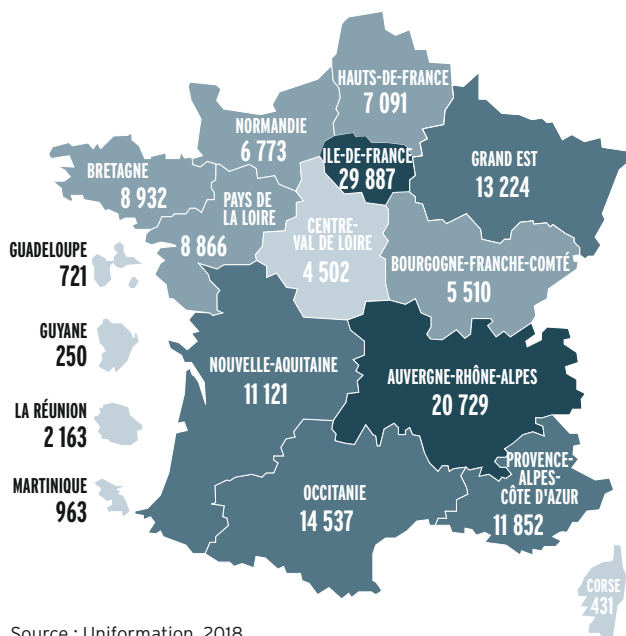 HAUTS-DE-FRANCE
7 091
NORMANDIE
6 773
ILE-DE-FRANCE
29 887
GRAND EST
13 224
BRETAGNE
8 932
PAYS DE
LA LOIRE
8 866
CENTRE-
VAL DE LOIRE
4 502
BOURGOGNE-FRANCHE-COMTÉ
5 510
GUADELOUPE
721
GUYANE
250
LA RÉUNION
2 163
MARTINIQUE
963
NOUVELLE-AQUITAINE
11 121
AUVERGNE-RHÔNE-ALPES
20 729
OCCITANIE
14 537
PROVENCE-
ALPES-
CÔTE D'AZUR
11 852
CORSE
431
Source : Uniformation, 2018